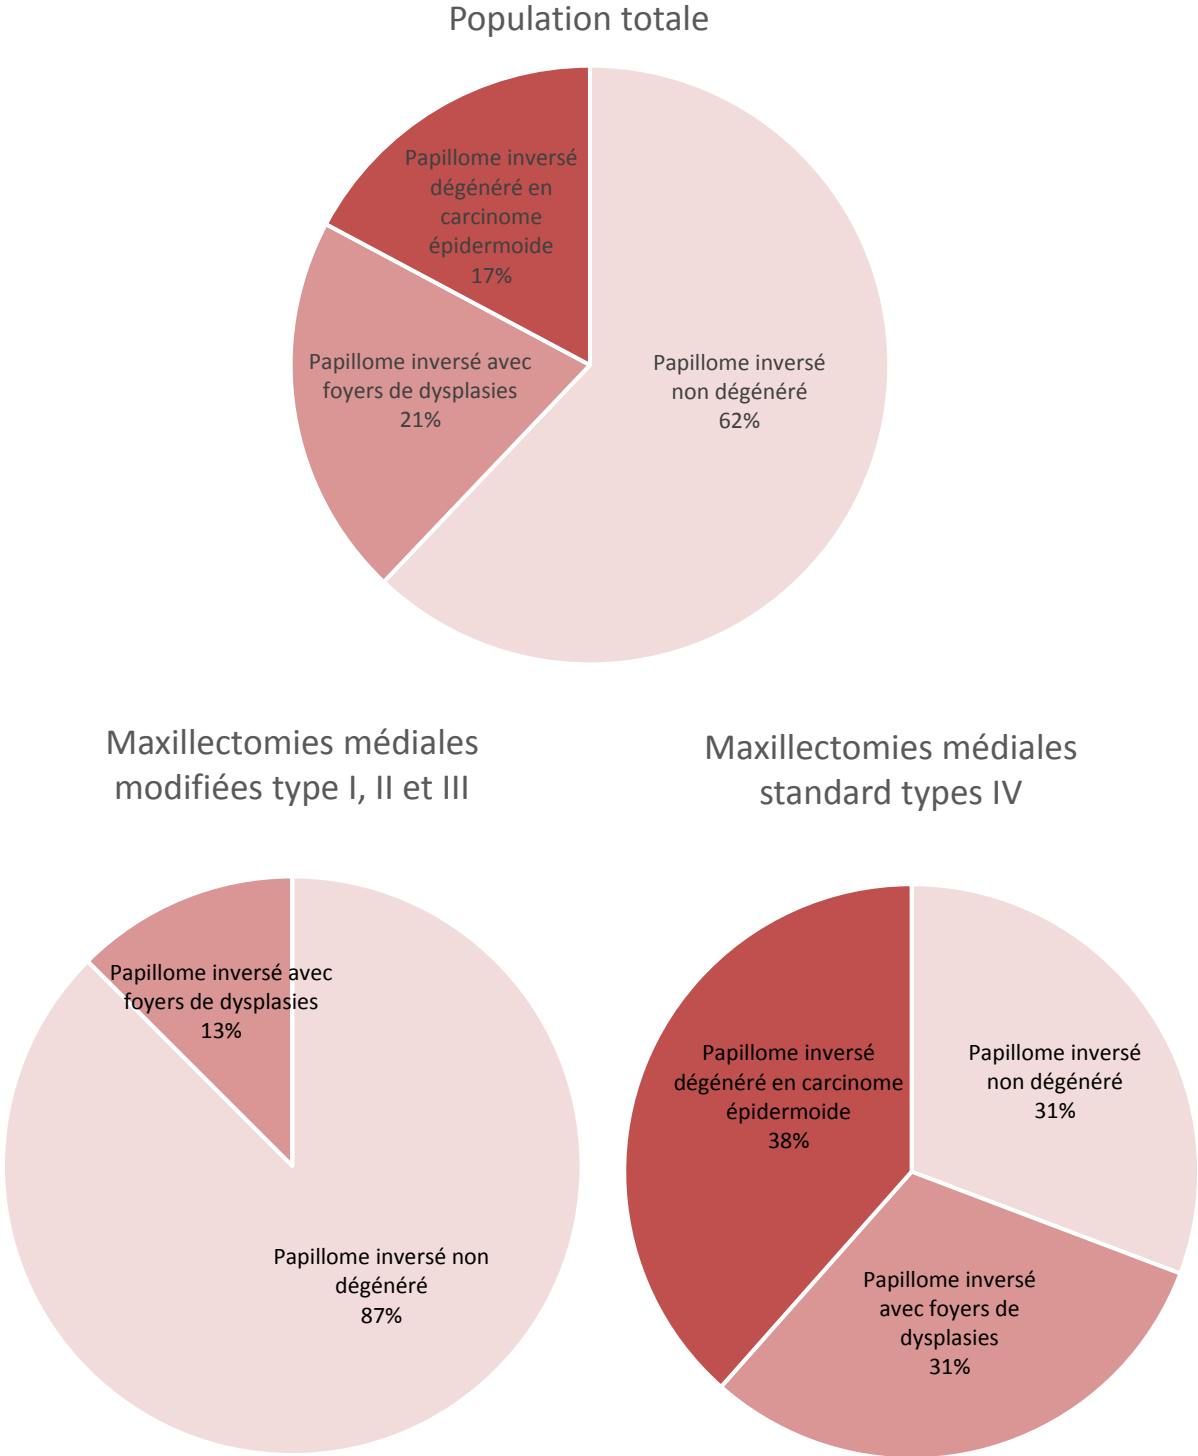 Population totale
Papillome inversé
dégénéré en
carcinome
épidermoide
17%
Papillome inversé avec
foyers de dysplasies
21%
Papillome inversé
non dégénéré
62%
Maxillectomies médiales
modifiées type I, II et III
Papillome inversé avec
foyers de dysplasies
13%
Papillome inversé non
dégénéré
87%
Maxillectomies médiales
standard types IV
Papillome inversé
dégénéré en carcinome
épidermoide
38%
Papillome inversé
non dégénéré
31%
Papillome inversé
avec foyers de
dysplasies
31%